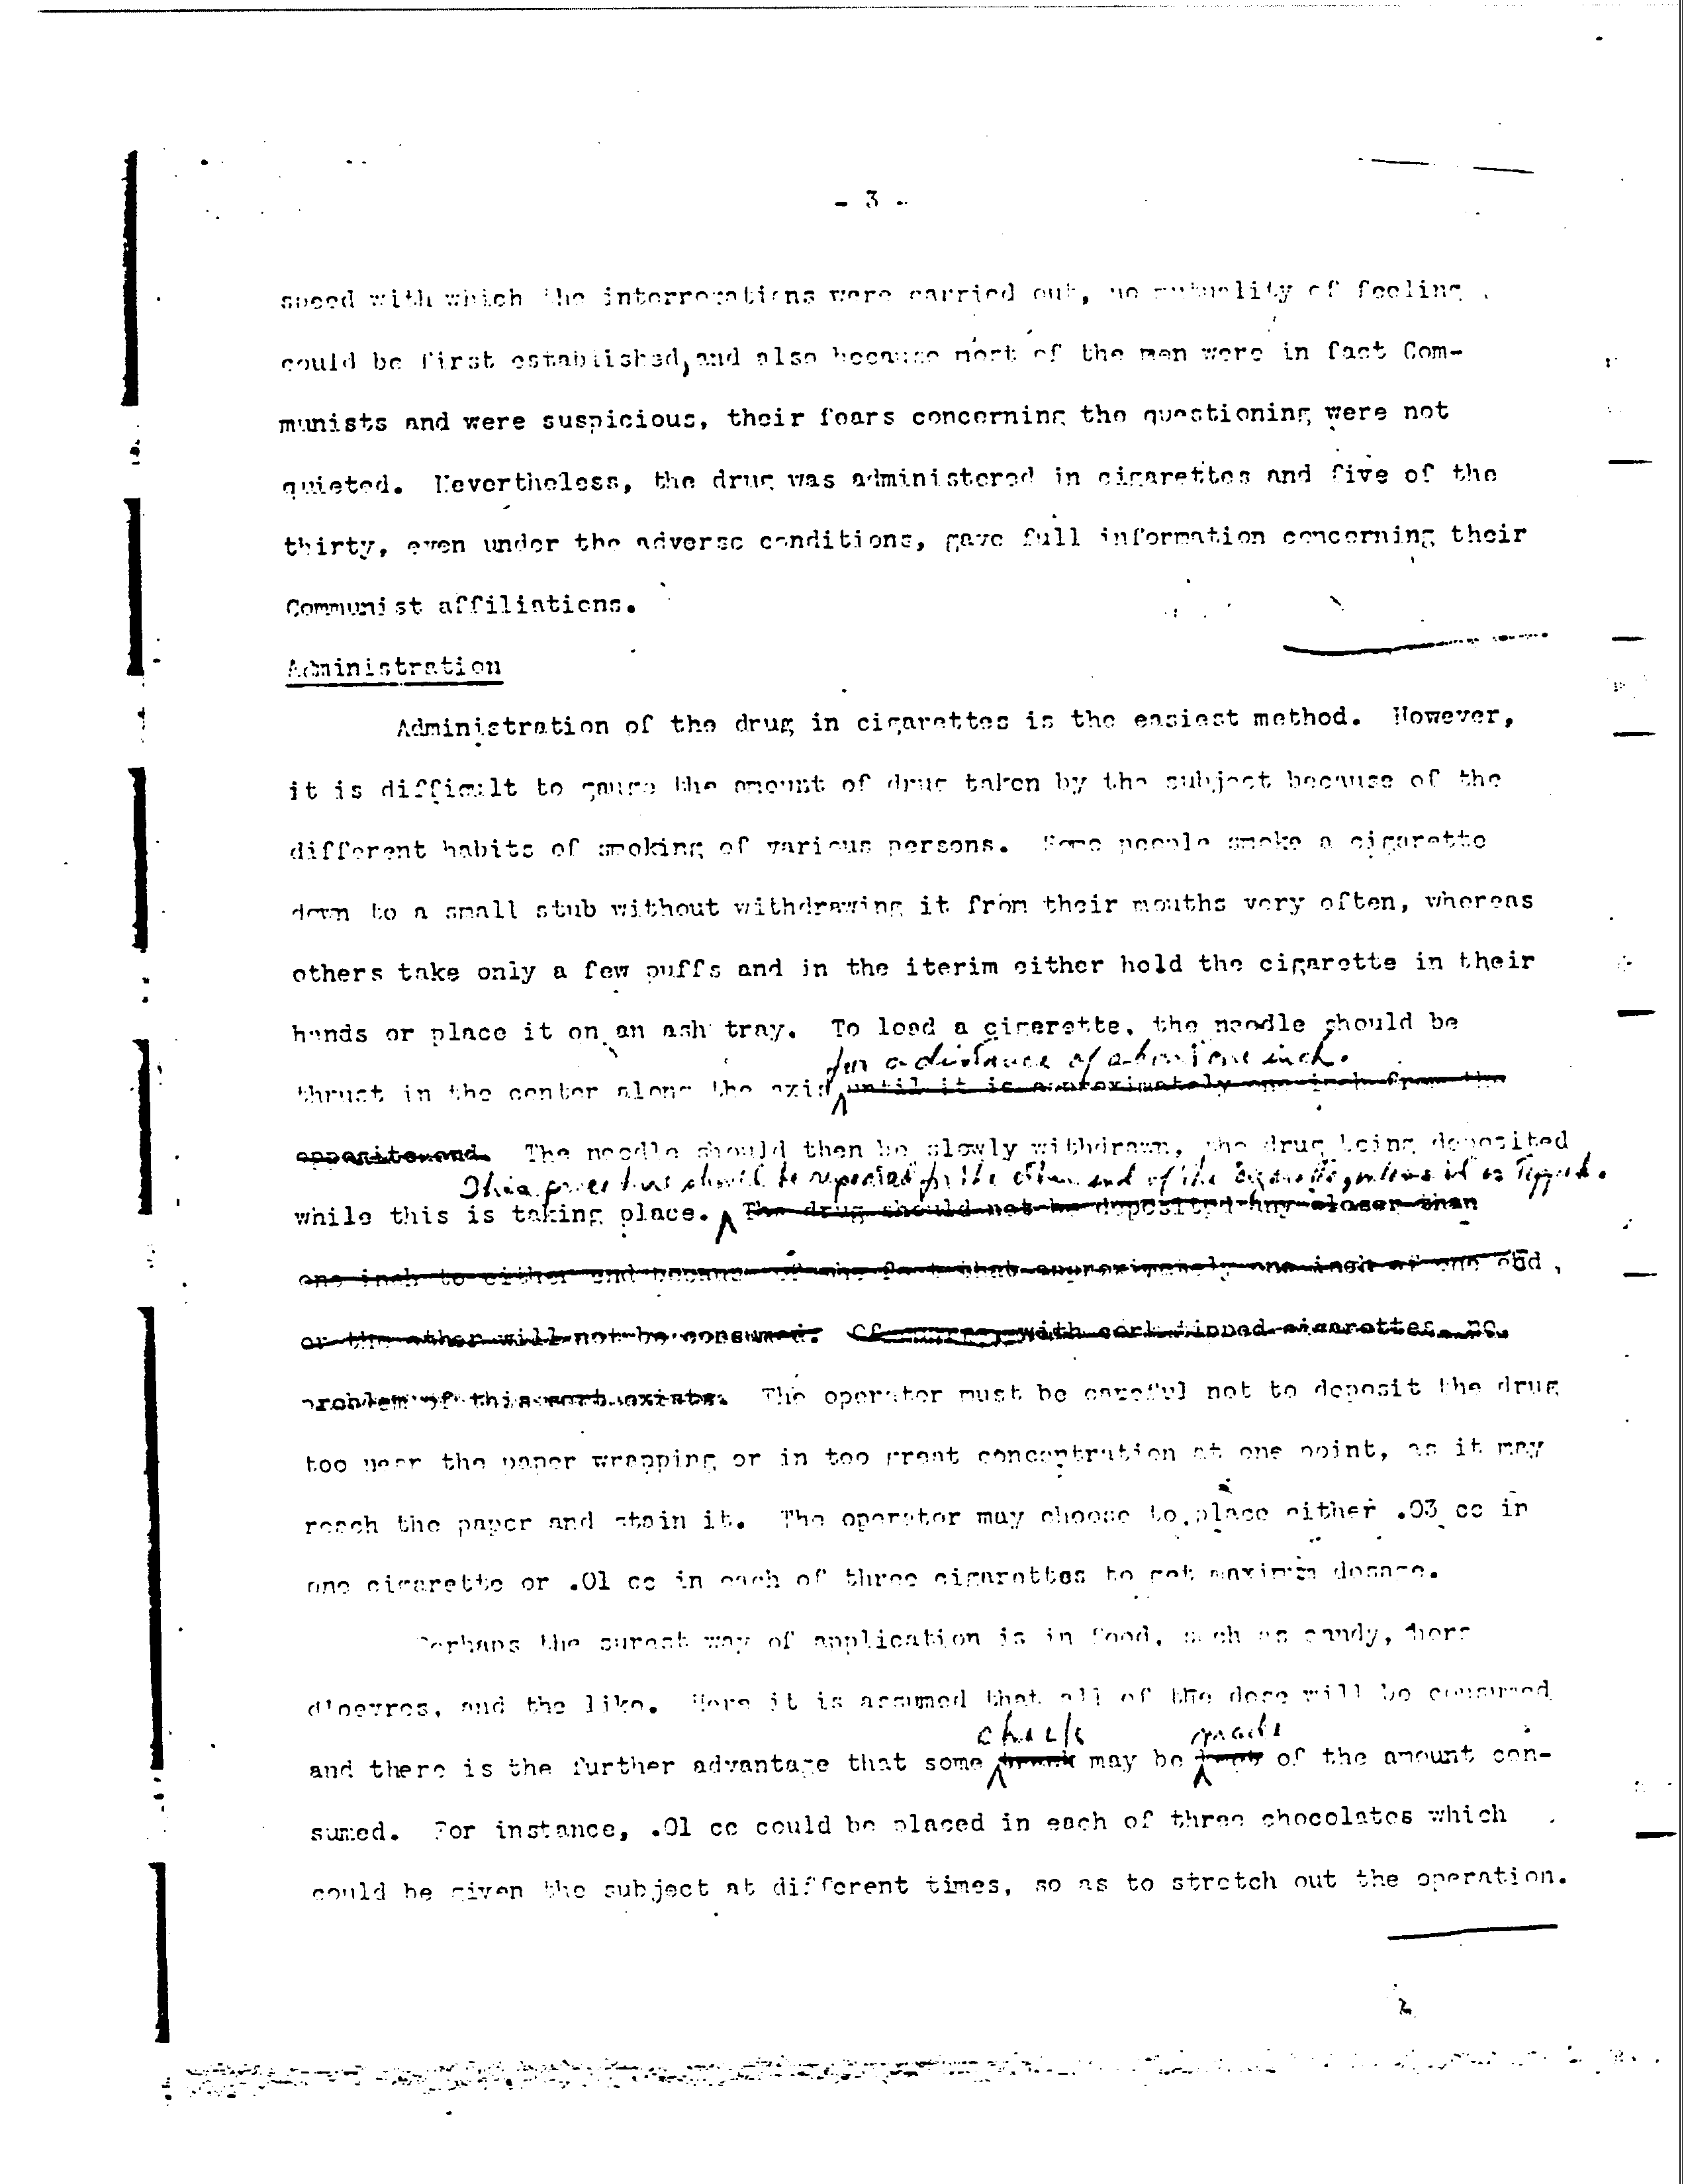 - 3 -
speed with which the interrogations were carried out, no mutuality of feeling
could be first established, and also because most of the men were in fact Com-
munists and were suspicious, their fears concerning the questioning were not
quieted. Nevertheless, the drug was administered in cigarettes and five of the
thirty, even under the adverse conditions, gave full information concerning their
Communist affiliations.
Administration
Administration of the drug in cigarettes is the easiest method. However,
it is difficult to gauge the amount of drug taken by the subject because of the
different habits of smoking of various persons. Some people smoke a cigarette
down to a small stub without withdrawing it from their mouths very often, whereas
others take only a few puffs and in the iterim either hold the cigarette in their
hands or place it on an ash tray. To load a cigarette, the needle should be
for a distance of about one inch.
thrust in the center along the axis until it is approximately one inch from the
opposite end. The needle should then be slowly withdrawn, the drug being deposited
This procedure should be repeated for the other end of the cigarette, unless it is tipped.
while this is taking place. The drug should not be deposited any closer than
one inch to either end because of the fact that approximately one inch of one end
or the other will not be consumed. Of course, with cork tipped cigarettes, no
problem of this sort exists. The operator must be careful not to deposit the drug
too near the paper wrapping or in too great concentration at one point, as it may
reach the paper and stain it. The operator may choose to place either .03 cc in
one cigarette or .01 cc in each of three cigarettes to get maximum dosage.
Perhaps the surest way of application is in food, such as candy, hors
d'oevres, and the like. Here it is assumed that all of the dose will be consumed
check made
and there is the further advantage that some may be kept of the amount con-
sumed. For instance, .01 cc could be placed in each of three chocolates which
could be given the subject at different times, so as to stretch out the operation.